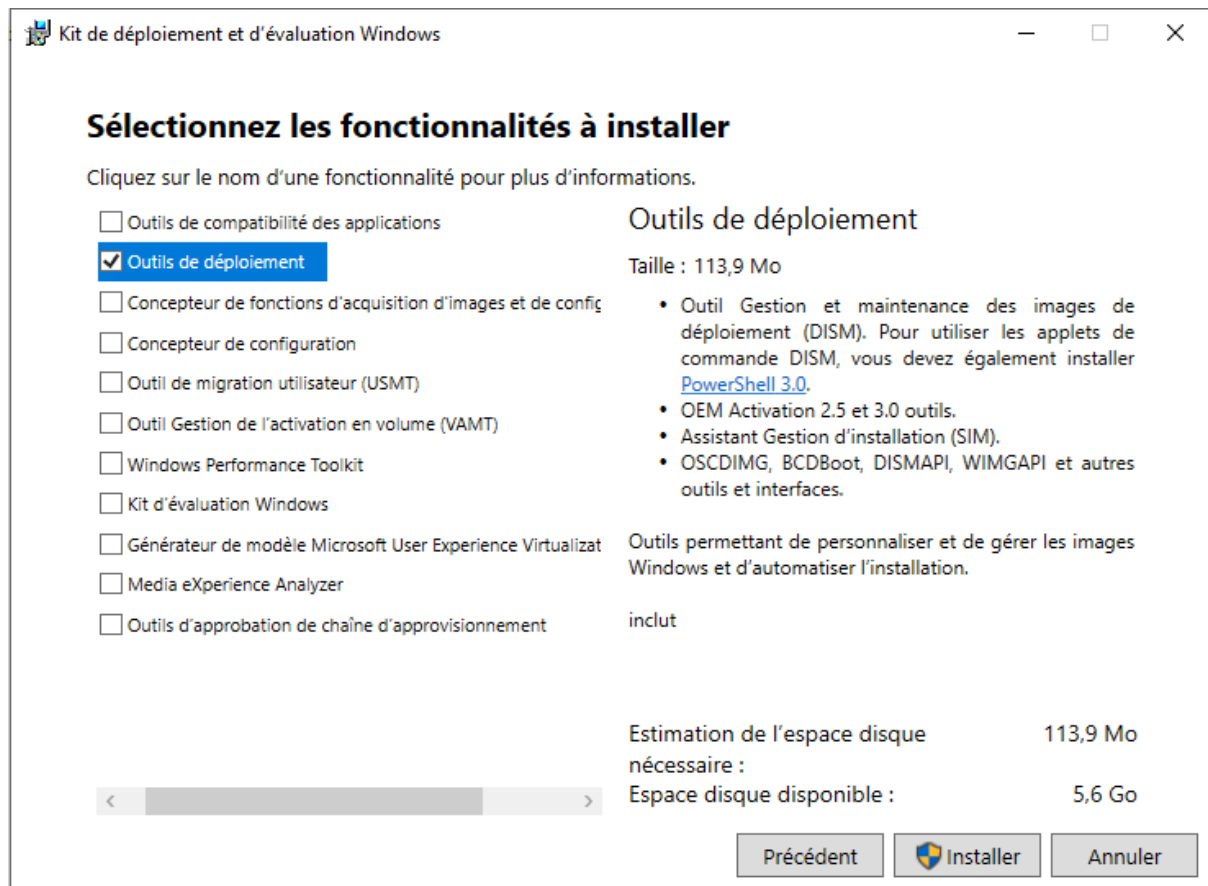 Kit de déploiement et d'évaluation Windows
Sélectionnez les fonctionnalités à installer
Cliquez sur le nom d'une fonctionnalité pour plus d'informations.
Outils de compatibilité des applications
Outils de déploiement
Concepteur de fonctions d'acquisition d'images et de config
Concepteur de configuration
Outil de migration utilisateur (USMT)
Outil Gestion de l'activation en volume (VAMT)
Windows Performance Toolkit
Kit d'évaluation Windows
Générateur de modèle Microsoft User Experience Virtualizat
Media eXperience Analyzer
Outils d'approbation de chaîne d'approvisionnement
Outils de déploiement
Taille : 113,9 Mo
• Outil Gestion et maintenance des images de
déploiement (DISM). Pour utiliser les applets de
commande DISM, vous devez également installer
PowerShell 3.0.
• OEM Activation 2.5 et 3.0 outils.
• Assistant Gestion d'installation (SIM).
• OSCDIMG, BCDBoot, DISMAPI, WIMGAPI et autres
outils et interfaces.
Outils permettant de personnaliser et de gérer les images
Windows et d'automatiser l'installation.
inclut
Estimation de l'espace disque 113,9 Mo
nécessaire :
Espace disque disponible : 5,6 Go
Précédent Installer Annuler